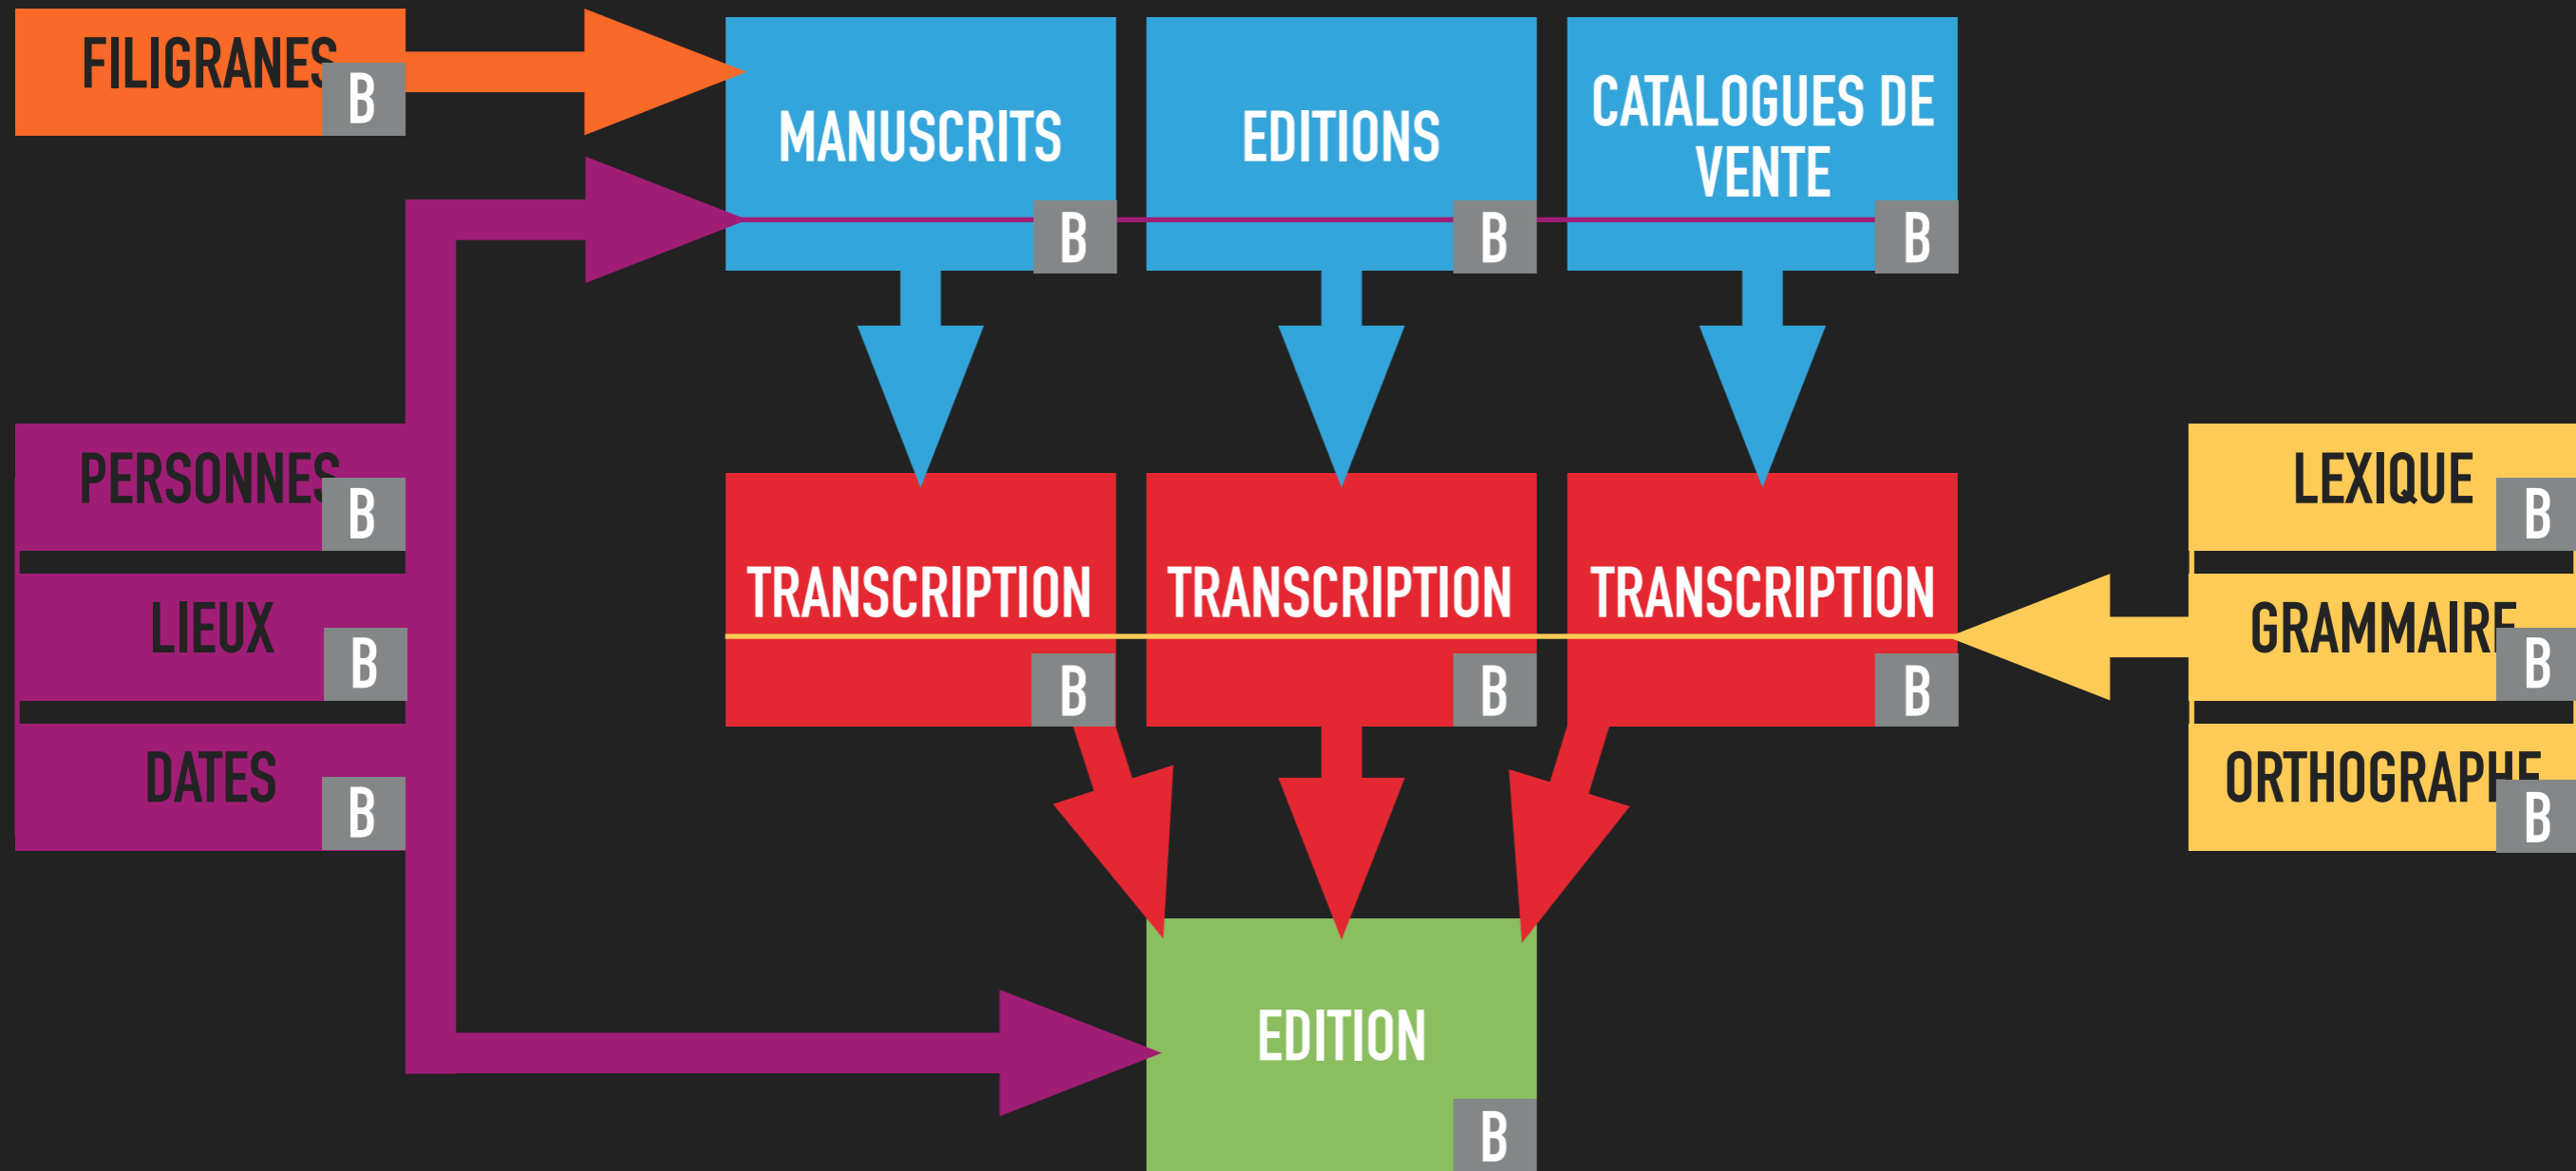 FILIGRANES
B
MANUSCRITS
B
EDITIONS
B
CATALOGUES DE
VENTE
B
PERSONNES
B
LIEUX
B
DATES
B
TRANSCRIPTION
B
TRANSCRIPTION
B
TRANSCRIPTION
B
LEXIQUE
B
GRAMMAIRE
B
ORTHOGRAPHE
B
EDITION
B